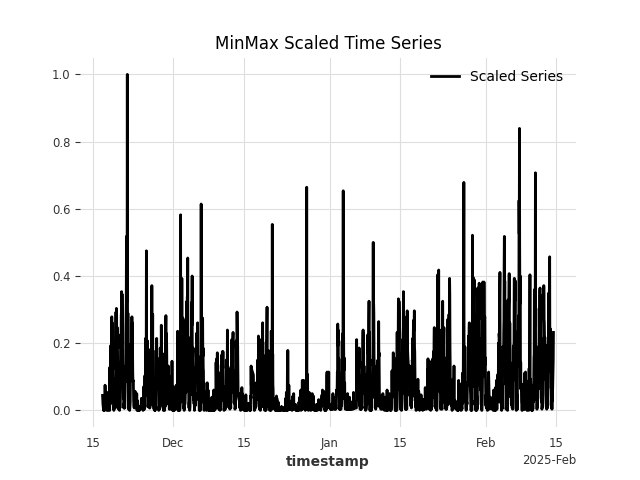 MinMax Scaled Time Series
Scaled Series
1.0
0.8
0.6
0.4
0.2
0.0
15
Dec
15
Jan
15
Feb
15
2025-Feb
timestamp